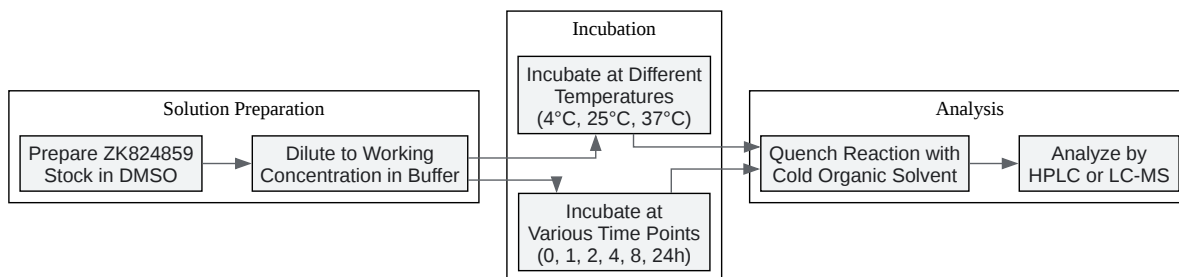 Solution Preparation
Prepare ZK824859
Stock in DMSO
Dilute to Working
Concentration in Buffer
Incubation
Incubate at Different
Temperatures
(4°C, 25°C, 37°C)
Incubate at
Various Time Points
(0, 1, 2, 4, 8, 24h)
Analysis
Quench Reaction with
Cold Organic Solvent
Analyze by
HPLC or LC-MS